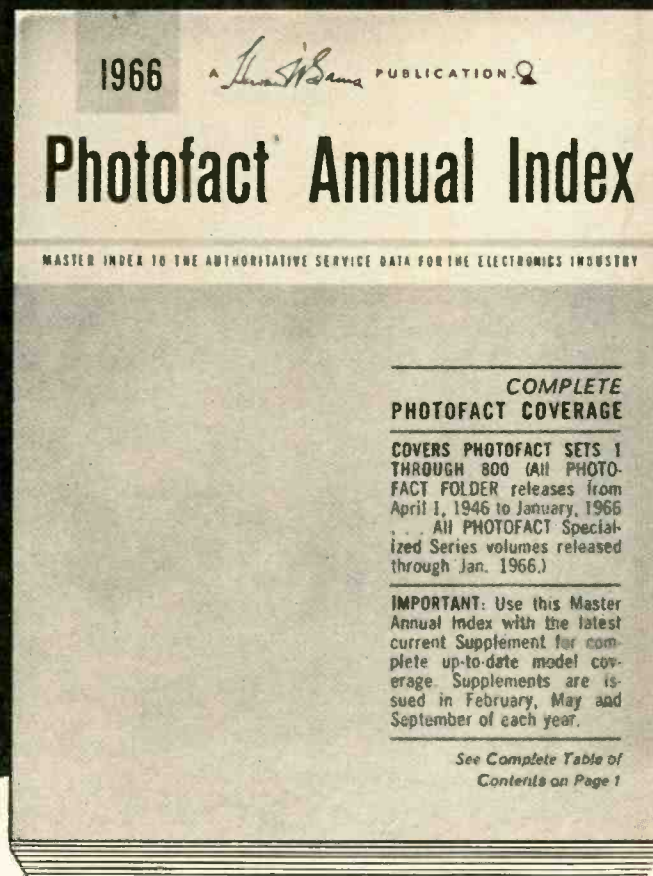 1966
A Howard W. Sams PUBLICATION
Photofact Annual Index
MASTER INDEX TO THE AUTHORITATIVE SERVICE DATA FOR THE ELECTRONICS INDUSTRY
COMPLETE
PHOTOFACT COVERAGE
COVERS PHOTOFACT SETS 1
THROUGH 800 (All PHOTO-
FACT FOLDER releases from
April 1, 1946 to January, 1966
. . . All PHOTOFACT Special-
ized Series volumes released
through Jan. 1966.)
IMPORTANT: Use this Master
Annual Index with the latest
current Supplement for com-
plete up-to-date model cov-
erage. Supplements are is-
sued in February, May and
September of each year.
See Complete Table of
Contents on Page 1